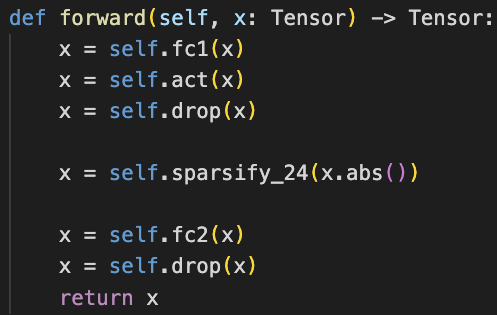 def forward(self, x: Tensor) -> Tensor:
    x = self.fc1(x)
    x = self.act(x)
    x = self.drop(x)

    x = self.sparsify_24(x.abs())

    x = self.fc2(x)
    x = self.drop(x)
    return x